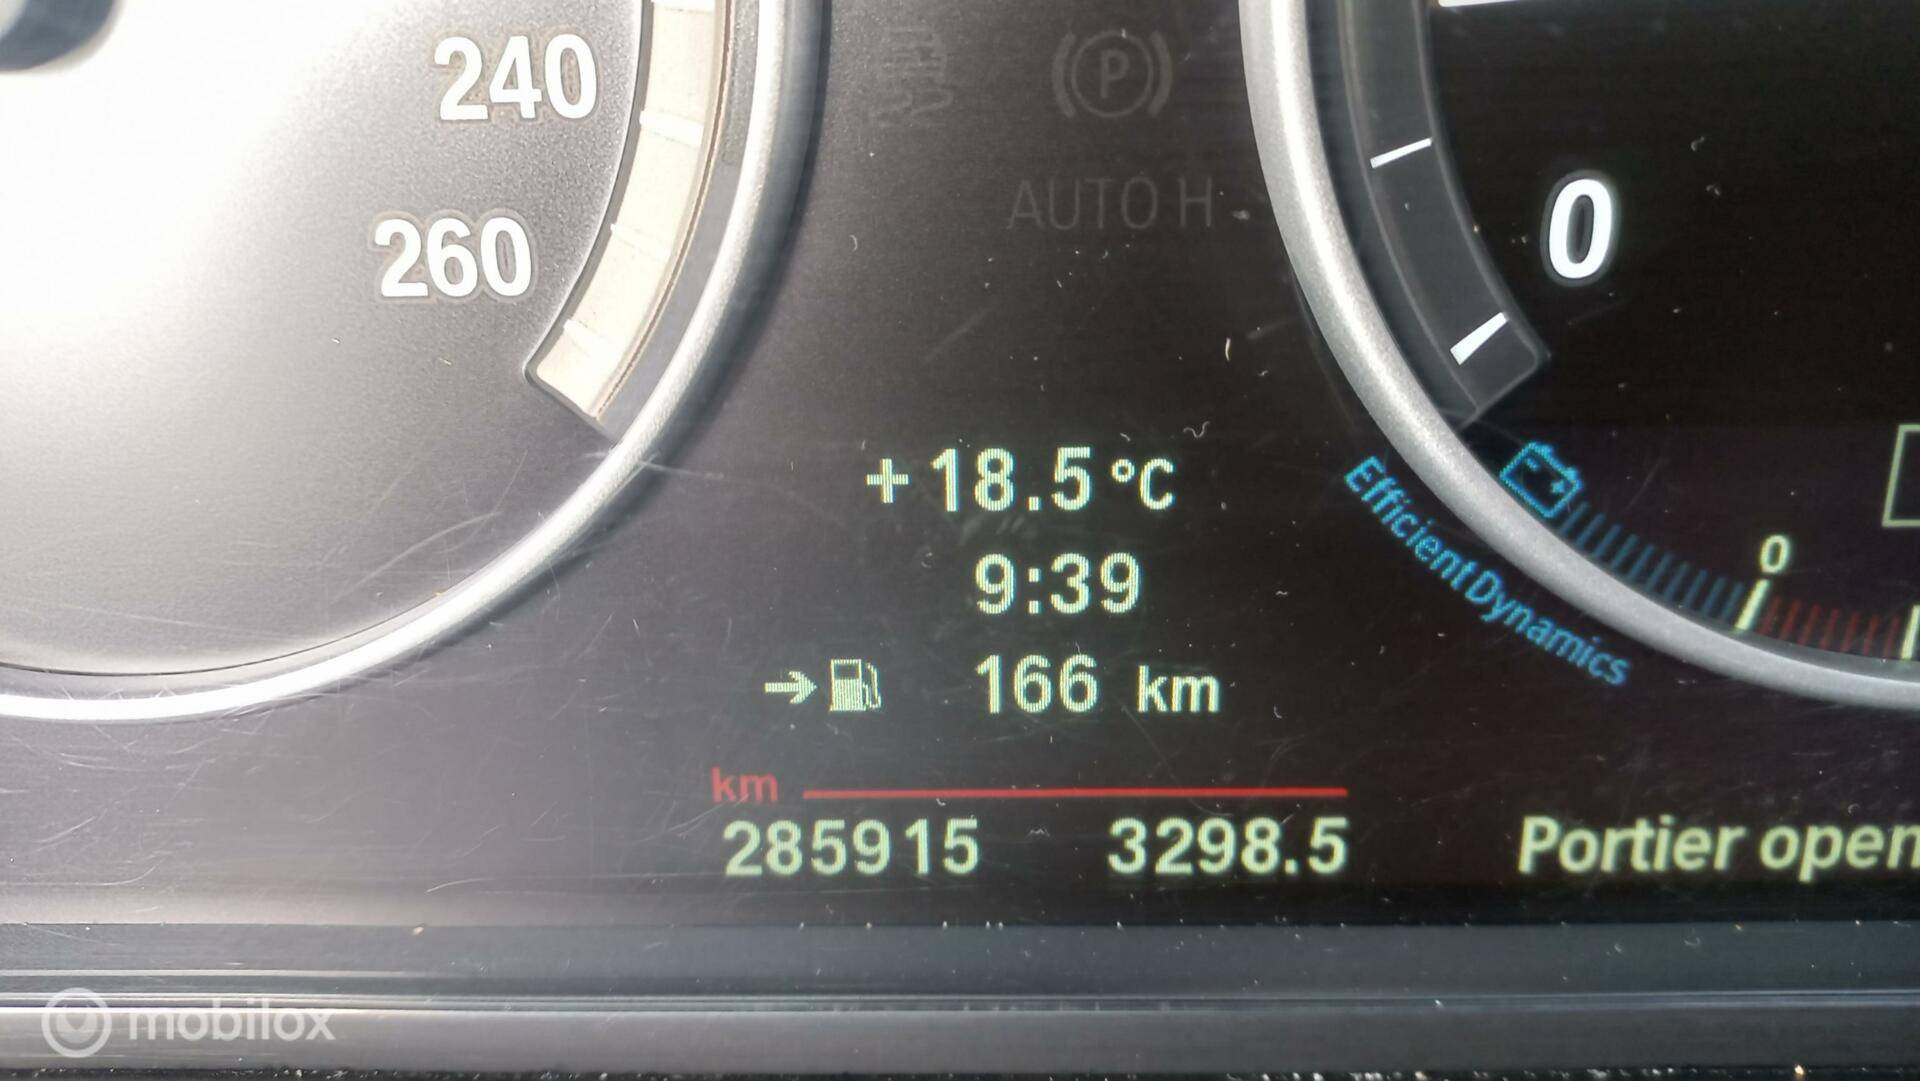 240
260
P
AUTO H
0
+18.5 °C
9:39
166 km
EfficientDynamics
0
km
285915 3298.5
Portier open
mobilox